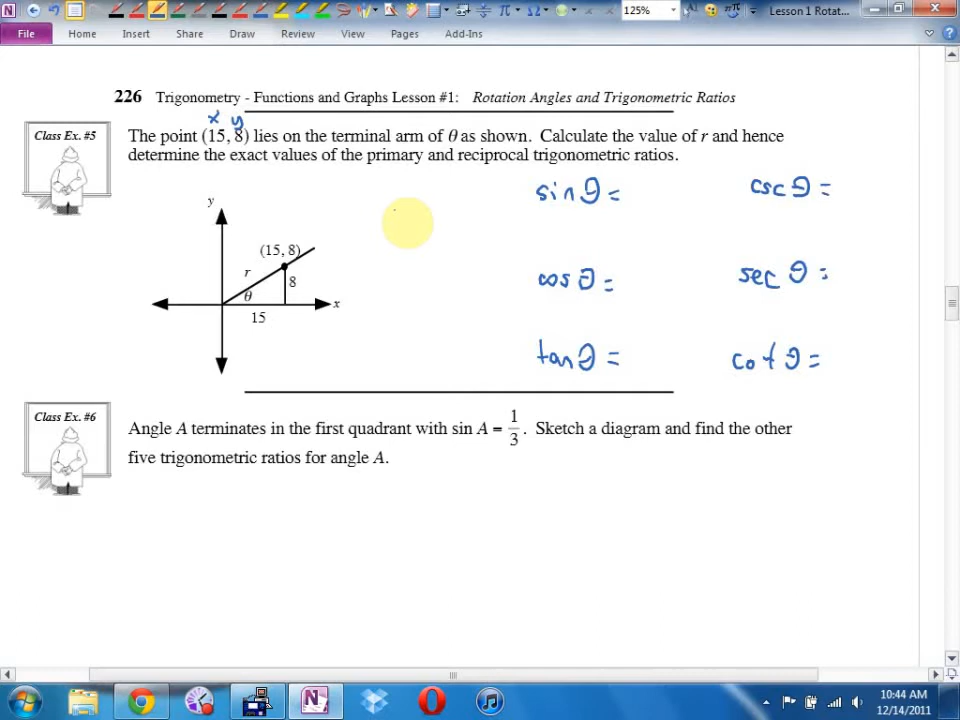 125%
Lesson 1 Rotat...
File Home Insert Share Draw Review View Pages Add-Ins
226 Trigonometry - Functions and Graphs Lesson #1: Rotation Angles and Trigonometric Ratios
x y
Class Ex. #5
The point (15, 8) lies on the terminal arm of θ as shown. Calculate the value of r and hence
determine the exact values of the primary and reciprocal trigonometric ratios.
sin θ = csc θ =
y
(15, 8)
r
8
θ
x
15
cos θ = sec θ =
tan θ = cot θ =
Class Ex. #6
Angle A terminates in the first quadrant with sin A = 1/3. Sketch a diagram and find the other
five trigonometric ratios for angle A.
10:44 AM
12/14/2011